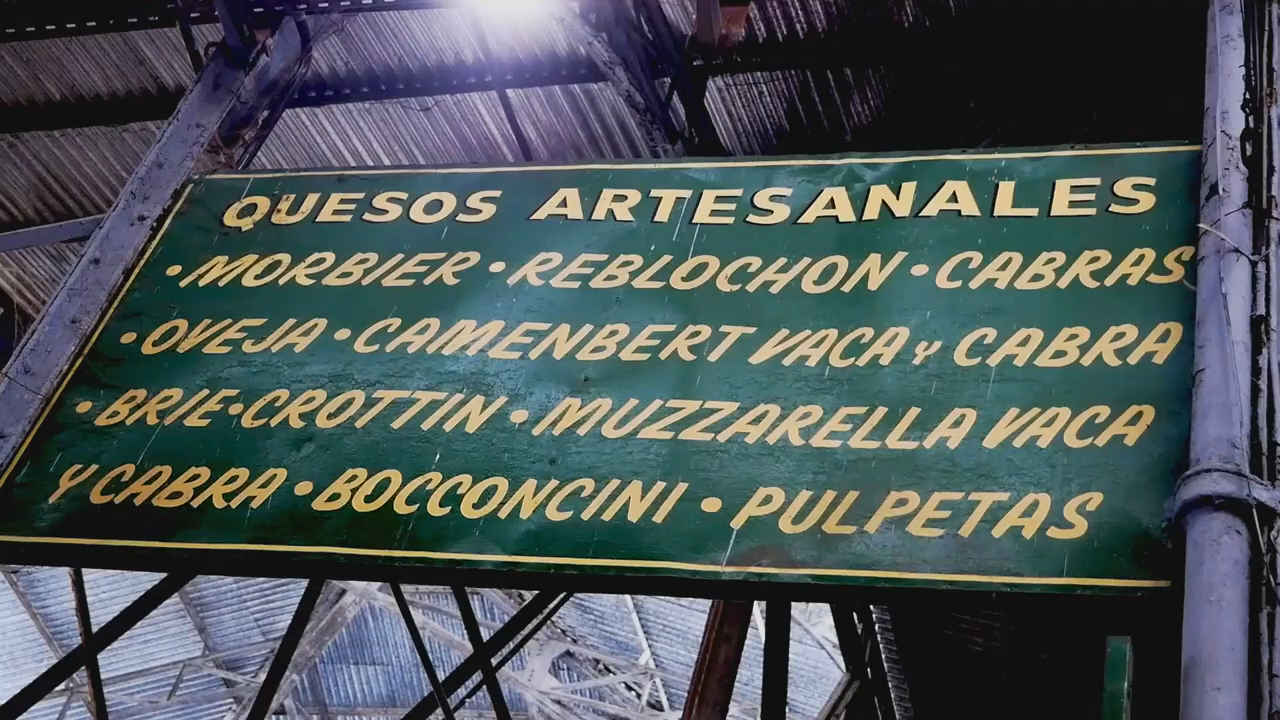 QUESOS ARTESANALES
•MORBIER •REBLOCHON •CABRAS
•OVEJA •CAMENBERT VACA Y CABRA
•BRIE•CROTTIN •MUZZARELLA VACA
Y CABRA •BOCCONCINI •PULPETAS